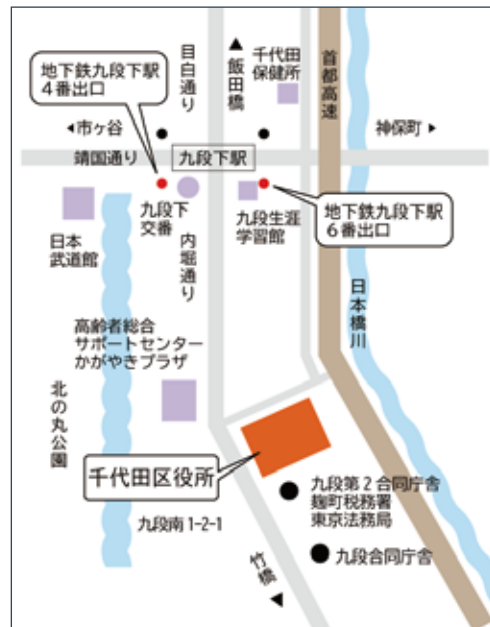 地下鉄九段下駅
4番出口
目白通り
▲飯田橋
千代田
保健所
首都高速
◀市ヶ谷
神保町▶
靖国通り
九段下駅
九段下
交番
九段生涯
学習館
地下鉄九段下駅
6番出口
日本
武道館
内堀通り
日本橋川
高齢者総合
サポートセンター
かがやきプラザ
北の丸公園
千代田区役所
九段第2合同庁舎
麹町税務署
東京法務局
九段南1-2-1
九段合同庁舎
竹橋▼